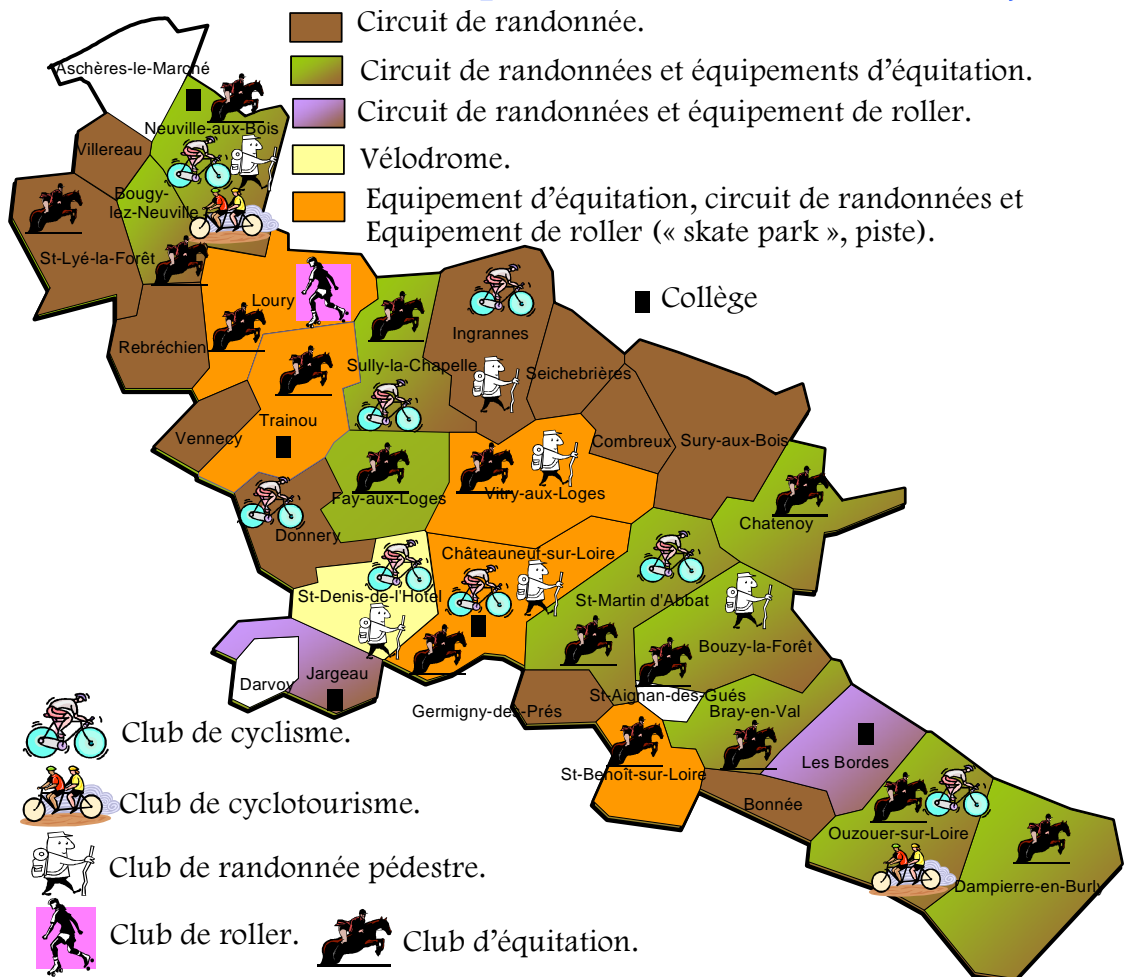 Circuit de randonnée.
Circuit de randonnées et équipements d'équitation.
Circuit de randonnées et équipement de roller.
Vélodrome.
Equipement d'équitation, circuit de randonnées et
Equipement de roller (« skate park », piste).
Collège
Aschères-le-Marché
Neuville-aux-Bois
Villereau
Bougy-
lez-Neuville
St-Lyé-la-Forêt
Loury
Rebréchien
Ingrannes
Sully-la-Chapelle
Seichebrières
Trainou
Vennecy
Combreux
Sury-aux-Bois
Fay-aux-Loges
Vitry-aux-Loges
Chatenoy
Donnery
Châteauneuf-sur-Loire
St-Denis-de-l'Hôtel
St-Martin d'Abbat
Bouzy-la-Forêt
Darvoy
Jargeau
St-Aignan-des-Gués
Germigny-des-Prés
Bray-en-Val
Les Bordes
St-Benoît-sur-Loire
Bonnée
Ouzouer-sur-Loire
Dampierre-en-Burly
Club de cyclisme.
Club de cyclotourisme.
Club de randonnée pédestre.
Club de roller.
Club d'équitation.